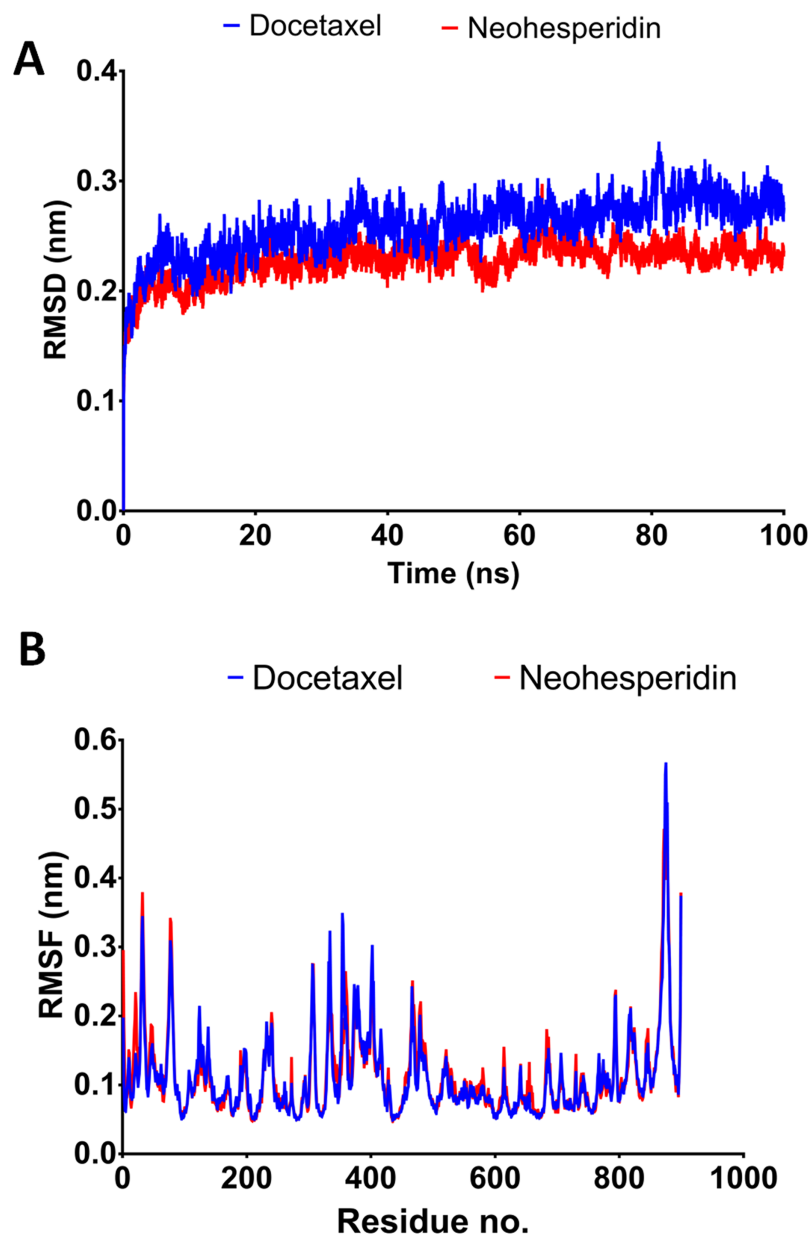 Docetaxel Neohesperidin
A
0.4
0.3
0.2
0.1
0.0
RMSD (nm)
0 20 40 60 80 100
Time (ns)
B
Docetaxel Neohesperidin
0.6
0.5
0.4
0.3
0.2
0.1
0.0
RMSF (nm)
0 200 400 600 800 1000
Residue no.